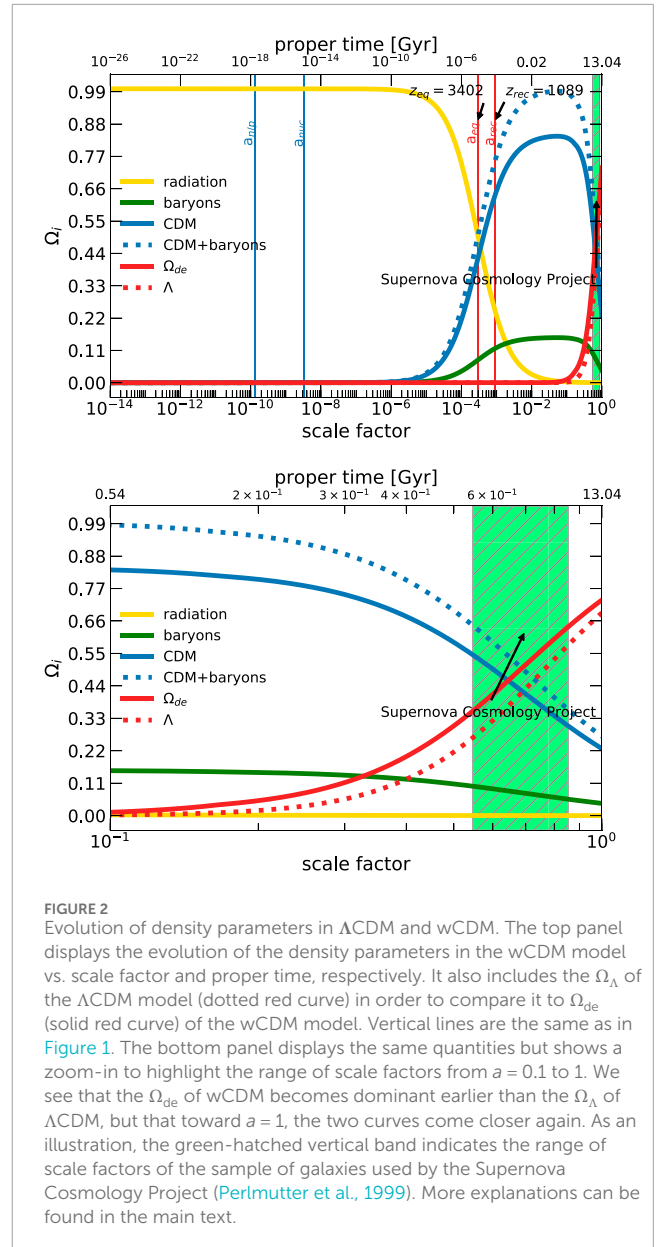 proper time [Gyr]
10⁻²⁶ 10⁻²² 10⁻¹⁸ 10⁻¹⁴ 10⁻¹⁰ 10⁻⁶ 0.02 13.04
z_eq = 3402 z_rec = 1089
0.99
0.88
0.77
0.66
0.55
0.44
0.33
0.22
0.11
0.00
Ω_i
a_n/p
a_nuc
a_eq
a_rec
radiation
baryons
CDM
CDM+baryons
Ω_de
Λ
Supernova Cosmology Project
10⁻¹⁴ 10⁻¹² 10⁻¹⁰ 10⁻⁸ 10⁻⁶ 10⁻⁴ 10⁻² 10⁰
scale factor
proper time [Gyr]
0.54 2 × 10⁻¹ 3 × 10⁻¹ 4 × 10⁻¹ 6 × 10⁻¹ 13.04
0.99
0.88
0.77
0.66
0.55
0.44
0.33
0.22
0.11
0.00
Ω_i
radiation
baryons
CDM
CDM+baryons
Ω_de
Λ
Supernova Cosmology Project
10⁻¹ 10⁰
scale factor
FIGURE 2
Evolution of density parameters in ΛCDM and wCDM. The top panel
displays the evolution of the density parameters in the wCDM model
vs. scale factor and proper time, respectively. It also includes the Ω_Λ of
the ΛCDM model (dotted red curve) in order to compare it to Ω_de
(solid red curve) of the wCDM model. Vertical lines are the same as in
Figure 1. The bottom panel displays the same quantities but shows a
zoom-in to highlight the range of scale factors from a = 0.1 to 1. We
see that the Ω_de of wCDM becomes dominant earlier than the Ω_Λ of
ΛCDM, but that toward a = 1, the two curves come closer again. As an
illustration, the green-hatched vertical band indicates the range of
scale factors of the sample of galaxies used by the Supernova
Cosmology Project (Perlmutter et al., 1999). More explanations can be
found in the main text.